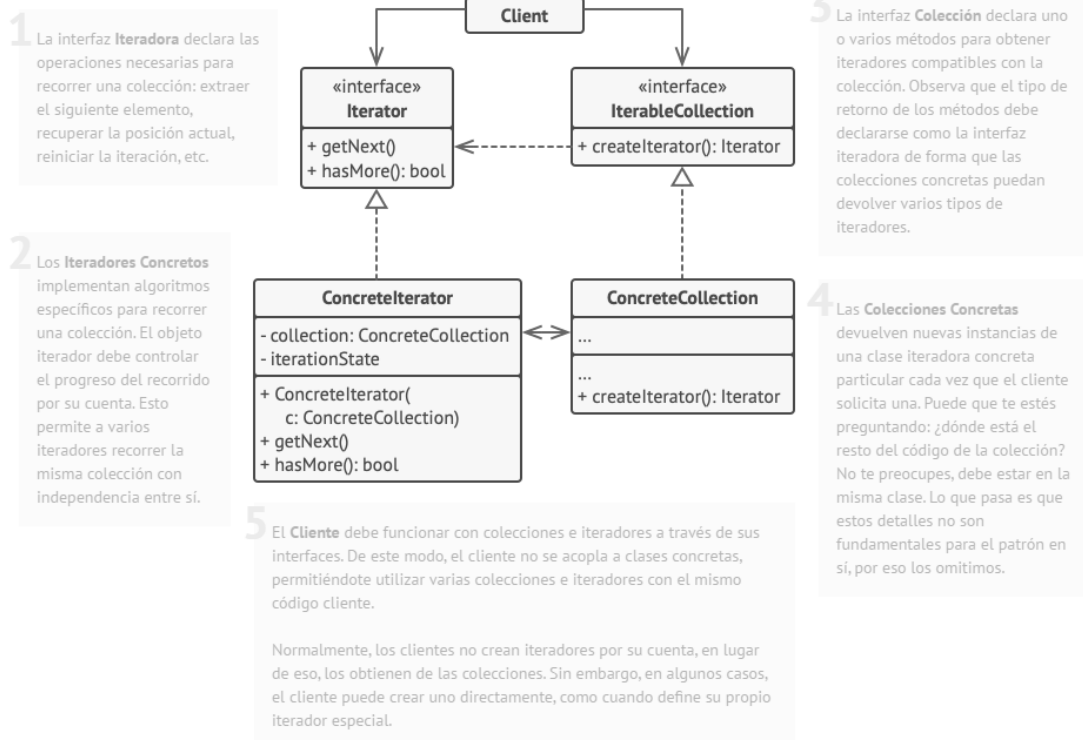 Client
1
La interfaz Iteradora declara las
operaciones necesarias para
recorrer una colección: extraer
el siguiente elemento,
recuperar la posición actual,
reiniciar la iteración, etc.
«interface»
Iterator
+ getNext()
+ hasMore(): bool
«interface»
IterableCollection
+ createIterator(): Iterator
3
La interfaz Colección declara uno
o varios métodos para obtener
iteradores compatibles con la
colección. Observa que el tipo de
retorno de los métodos debe
declararse como la interfaz
iteradora de forma que las
colecciones concretas puedan
devolver varios tipos de
iteradores.
2
Los Iteradores Concretos
implementan algoritmos
específicos para recorrer
una colección. El objeto
iterador debe controlar
el progreso del recorrido
por su cuenta. Esto
permite a varios
iteradores recorrer la
misma colección con
independencia entre sí.
ConcreteIterator
- collection: ConcreteCollection
- iterationState
+ ConcreteIterator(
c: ConcreteCollection)
+ getNext()
+ hasMore(): bool
ConcreteCollection
...
...
+ createIterator(): Iterator
4
Las Colecciones Concretas
devuelven nuevas instancias de
una clase iteradora concreta
particular cada vez que el cliente
solicita una. Puede que te estés
preguntando: ¿dónde está el
resto del código de la colección?
No te preocupes, debe estar en la
misma clase. Lo que pasa es que
estos detalles no son
fundamentales para el patrón en
sí, por eso los omitimos.
5
El Cliente debe funcionar con colecciones e iteradores a través de sus
interfaces. De este modo, el cliente no se acopla a clases concretas,
permitiéndote utilizar varias colecciones e iteradores con el mismo
código cliente.
Normalmente, los clientes no crean iteradores por su cuenta, en lugar
de eso, los obtienen de las colecciones. Sin embargo, en algunos casos,
el cliente puede crear uno directamente, como cuando define su propio
iterador especial.